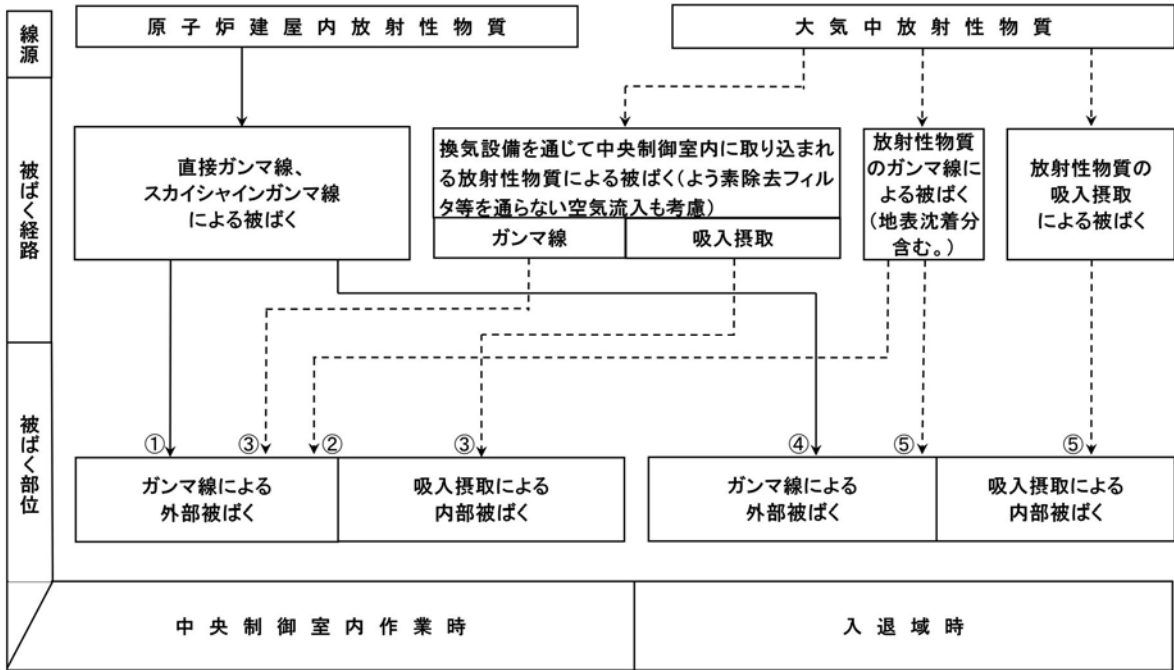 線源
原子炉建屋内放射性物質
大気中放射性物質
被ばく経路
直接ガンマ線、
スカイシャインガンマ線
による被ばく
換気設備を通じて中央制御室内に取り込まれ
る放射性物質による被ばく(よう素除去フィル
タ等を通らない空気流入も考慮)
ガンマ線
吸入摂取
放射性物質
のガンマ線に
よる被ばく
(地表沈着分
含む。)
放射性物質の
吸入摂取
による被ばく
被ばく部位
①
③
②
③
④
⑤
⑤
ガンマ線による
外部被ばく
吸入摂取による
内部被ばく
ガンマ線による
外部被ばく
吸入摂取による
内部被ばく
中央制御室内作業時
入退域時